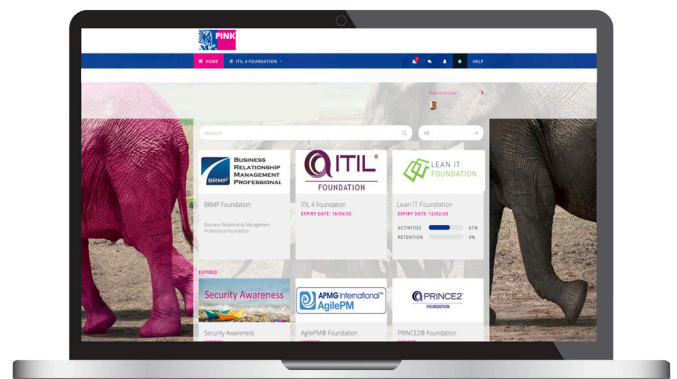 PINK
HOME
ITIL 4 FOUNDATION
HELP
View instructor
Search
All
BRMP
BUSINESS
RELATIONSHIP
MANAGEMENT
PROFESSIONAL
ITIL®
FOUNDATION
LEAN IT
FOUNDATION
BRMP Foundation
ITIL 4 Foundation
Lean IT Foundation
EXPIRY DATE: 16/04/20
EXPIRY DATE: 12/02/20
Business Relationship Management
Professional Foundation
ACTIVITIES 61%
RETENTION 0%
EXPIRED
Security Awareness
APMG International™
AgilePM
PRINCE2®
FOUNDATION
Security Awareness
AgilePM® Foundation
PRINCE2® Foundation